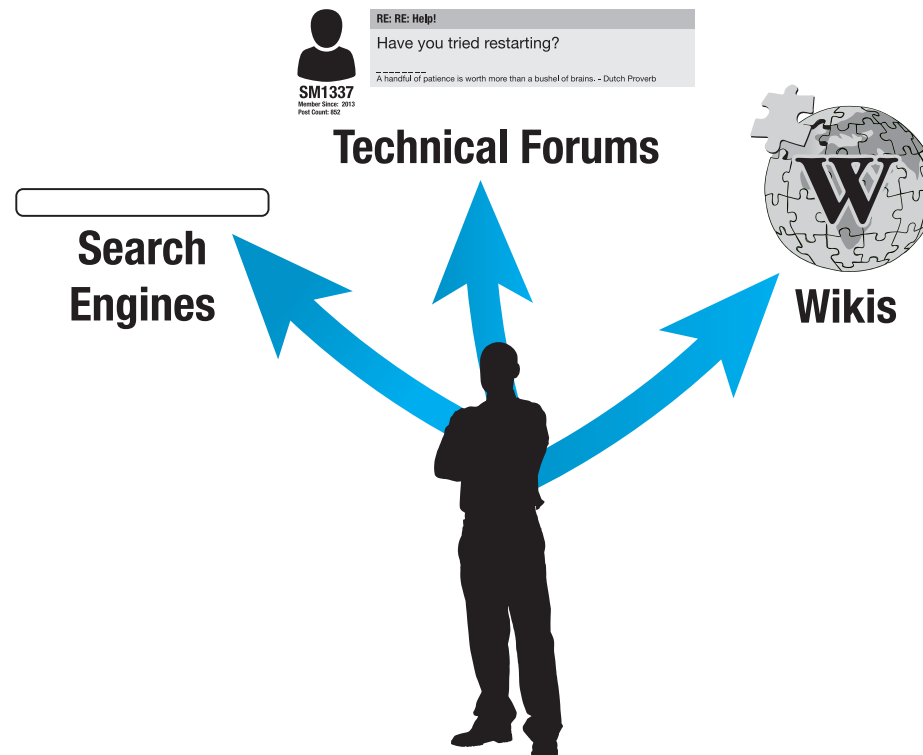 RE: RE: Help!
Have you tried restarting?
________
A handful of patience is worth more than a bushel of brains. - Dutch Proverb
SM1337
Member Since: 2013
Post Count: 852
Technical Forums
W
Search
Engines
Wikis